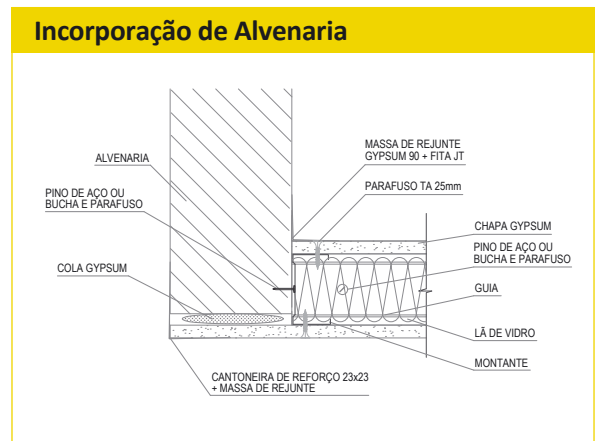 Incorporação de Alvenaria
MASSA DE REJUNTE
GYPSUM 90 + FITA JT
ALVENARIA
PARAFUSO TA 25mm
PINO DE AÇO OU
BUCHA E PARAFUSO
CHAPA GYPSUM
PINO DE AÇO OU
BUCHA E PARAFUSO
COLA GYPSUM
GUIA
LÃ DE VIDRO
MONTANTE
CANTONEIRA DE REFORÇO 23x23
+ MASSA DE REJUNTE